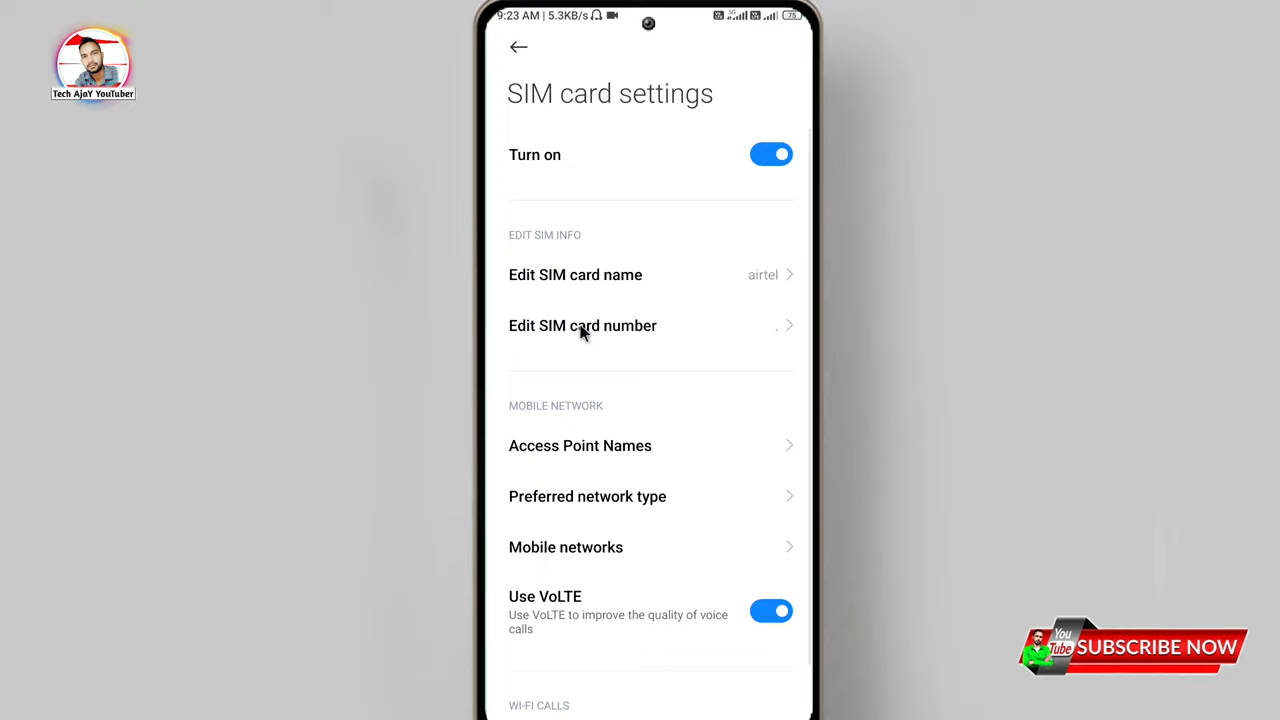 9:23 AM | 5.3KB/s
5G
75
Tech AjaY YouTuber
SIM card settings
Turn on
EDIT SIM INFO
Edit SIM card name
airtel
Edit SIM card number
.
MOBILE NETWORK
Access Point Names
Preferred network type
Mobile networks
Use VoLTE
Use VoLTE to improve the quality of voice
calls
WI-FI CALLS
You
Tube
SUBSCRIBE NOW